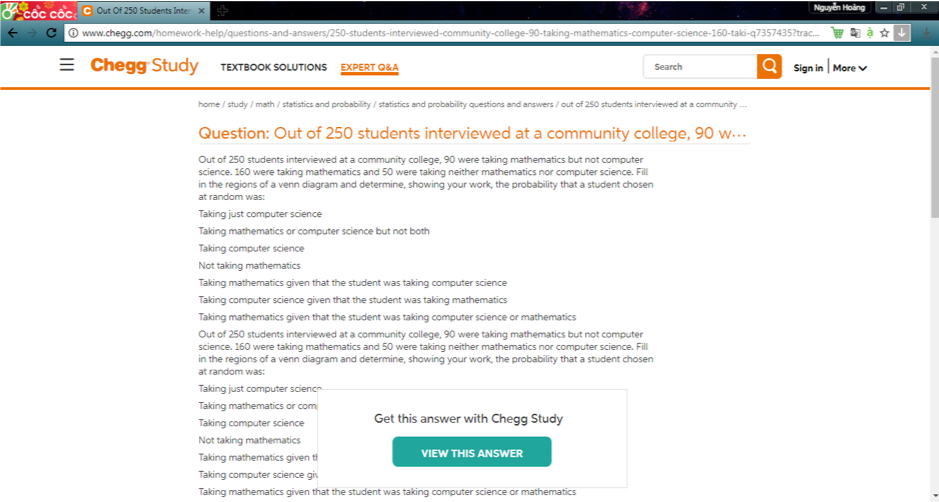 cốc cốc
Out Of 250 Students Inter
Nguyễn Hoàng
www.chegg.com/homework-help/questions-and-answers/250-students-interviewed-community-college-90-taking-mathematics-computer-science-160-taki-q7357435?trac...
Chegg Study
TEXTBOOK SOLUTIONS
EXPERT Q&A
Search
Sign in
More
home / study / math / statistics and probability / statistics and probability questions and answers / out of 250 students interviewed at a community ...
Question: Out of 250 students interviewed at a community college, 90 w...
Out of 250 students interviewed at a community college, 90 were taking mathematics but not computer
science. 160 were taking mathematics and 50 were taking neither mathematics nor computer science. Fill
in the regions of a venn diagram and determine, showing your work, the probability that a student chosen
at random was:
Taking just computer science
Taking mathematics or computer science but not both
Taking computer science
Not taking mathematics
Taking mathematics given that the student was taking computer science
Taking computer science given that the student was taking mathematics
Taking mathematics given that the student was taking computer science or mathematics
Out of 250 students interviewed at a community college, 90 were taking mathematics but not computer
science. 160 were taking mathematics and 50 were taking neither mathematics nor computer science. Fill
in the regions of a venn diagram and determine, showing your work, the probability that a student chosen
at random was:
Taking just computer science
Taking mathematics or com
Taking computer science
Not taking mathematics
Taking mathematics given th
Taking computer science giv
Taking mathematics given that the student was taking computer science or mathematics
Get this answer with Chegg Study
VIEW THIS ANSWER